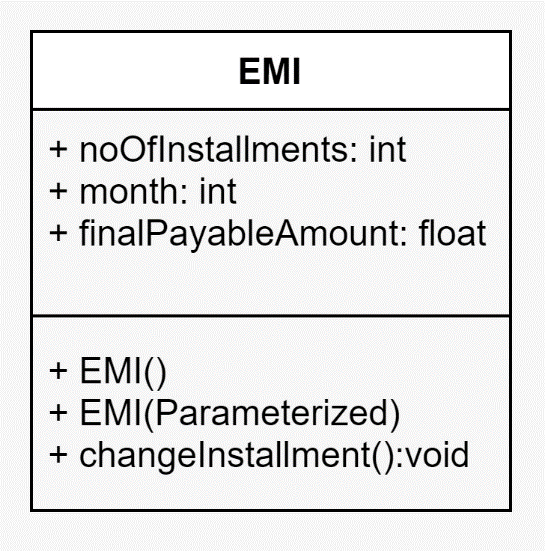 EMI
+ noOfInstallments: int
+ month: int
+ finalPayableAmount: float
+ EMI()
+ EMI(Parameterized)
+ changeInstallment():void